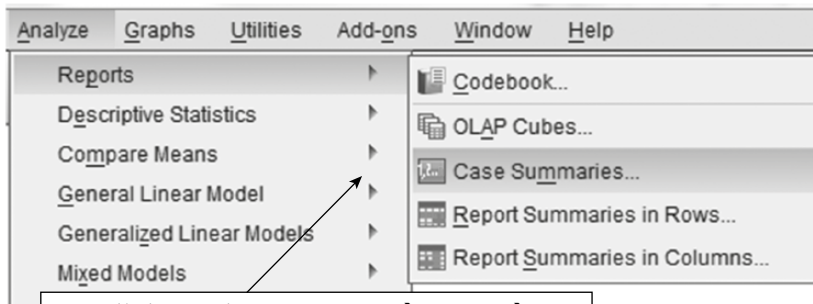 Analyze Graphs Utilities Add-ons Window Help
Reports
Descriptive Statistics
Compare Means
General Linear Model
Generalized Linear Models
Mixed Models
Codebook...
OLAP Cubes...
Case Summaries...
Report Summaries in Rows...
Report Summaries in Columns...